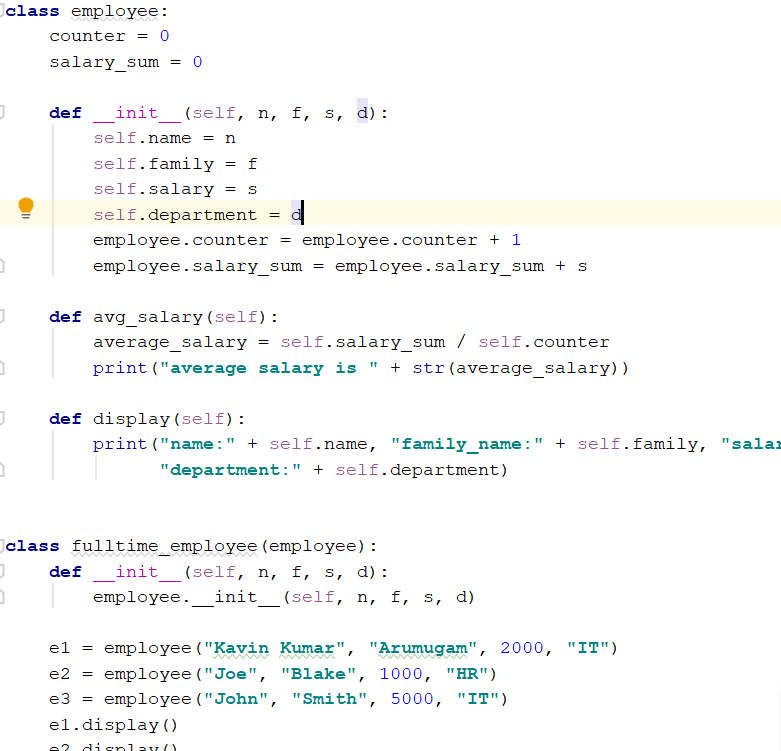 class employee:
    counter = 0
    salary_sum = 0

    def __init__(self, n, f, s, d):
        self.name = n
        self.family = f
        self.salary = s
        self.department = d
        employee.counter = employee.counter + 1
        employee.salary_sum = employee.salary_sum + s

    def avg_salary(self):
        average_salary = self.salary_sum / self.counter
        print("average salary is " + str(average_salary))

    def display(self):
        print("name:" + self.name, "family_name:" + self.family, "salar
              "department:" + self.department)


class fulltime_employee(employee):
    def __init__(self, n, f, s, d):
        employee.__init__(self, n, f, s, d)

    e1 = employee("Kavin Kumar", "Arumugam", 2000, "IT")
    e2 = employee("Joe", "Blake", 1000, "HR")
    e3 = employee("John", "Smith", 5000, "IT")
    e1.display()
    e2.display()